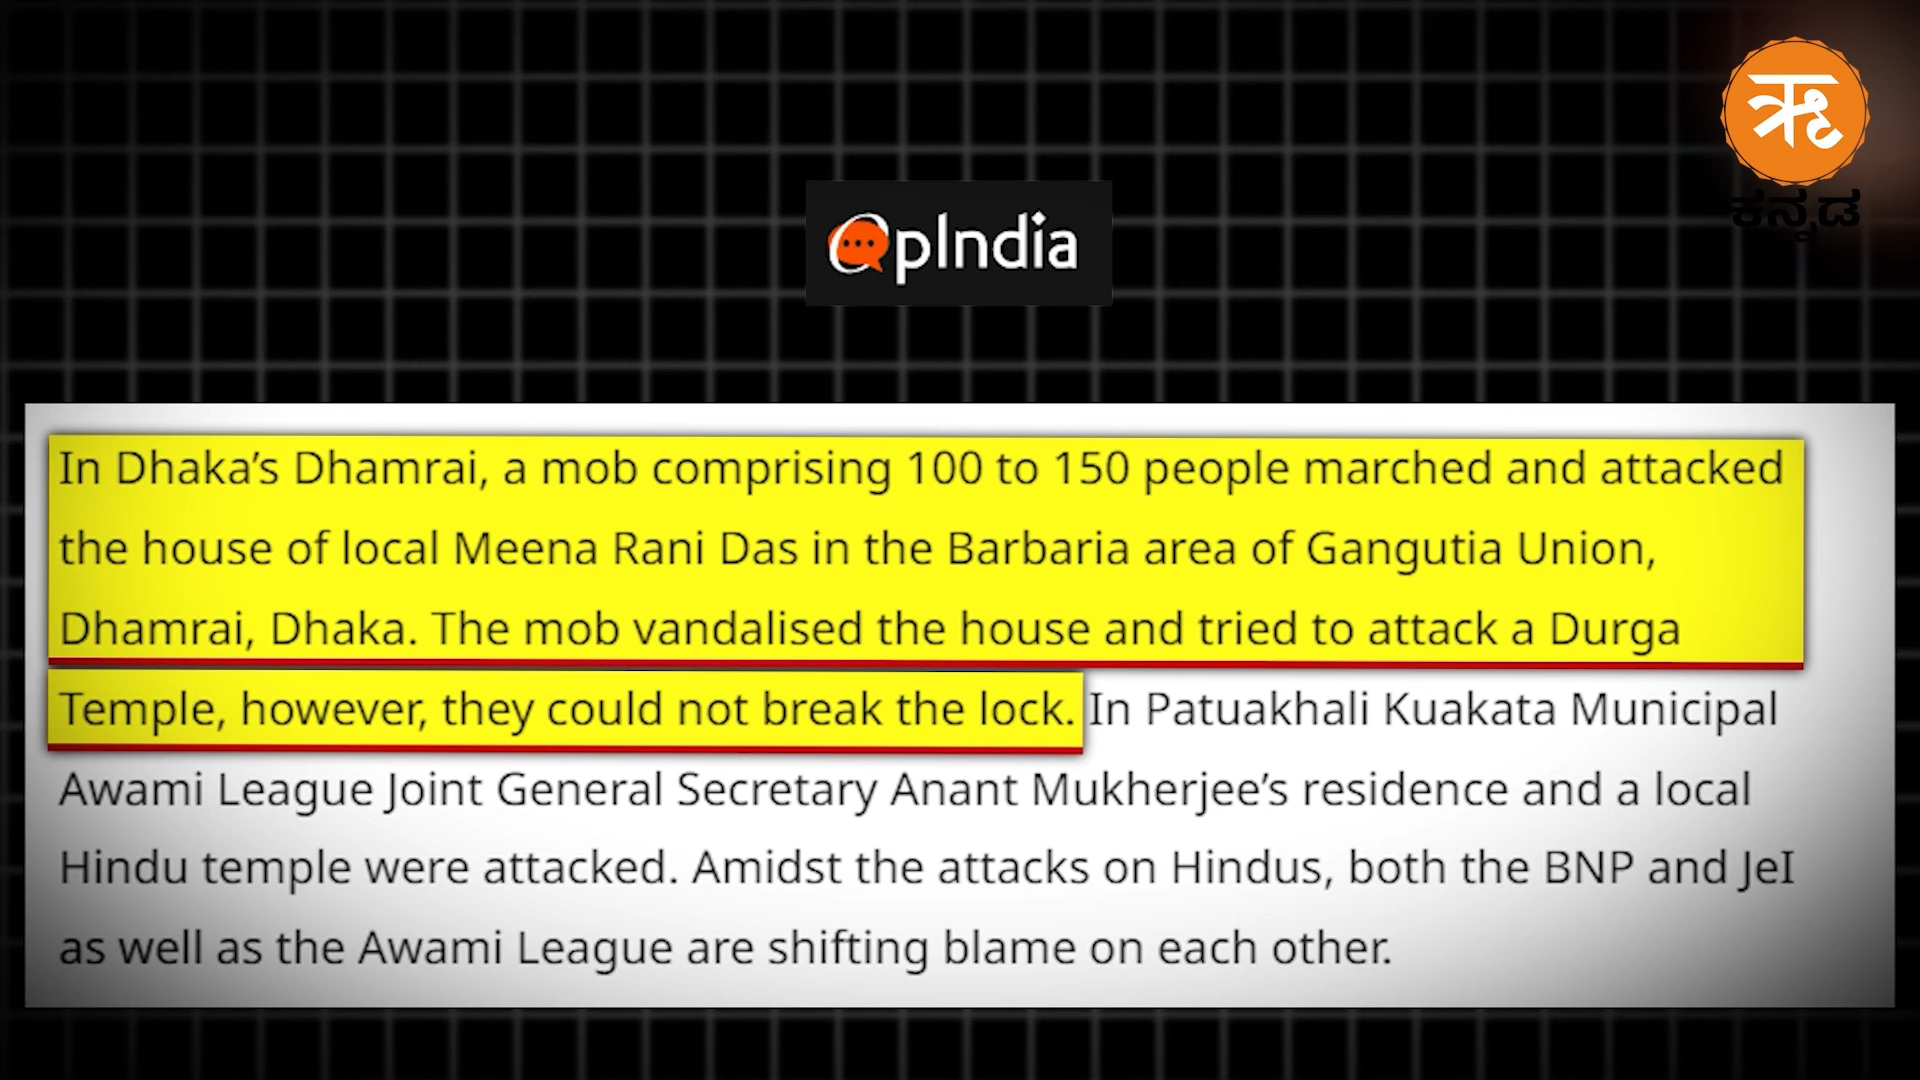 ऋ
ಕನ್ನಡ
OpIndia
In Dhaka’s Dhamrai, a mob comprising 100 to 150 people marched and attacked
the house of local Meena Rani Das in the Barbaria area of Gangutia Union,
Dhamrai, Dhaka. The mob vandalised the house and tried to attack a Durga
Temple, however, they could not break the lock. In Patuakhali Kuakata Municipal
Awami League Joint General Secretary Anant Mukherjee’s residence and a local
Hindu temple were attacked. Amidst the attacks on Hindus, both the BNP and JeI
as well as the Awami League are shifting blame on each other.